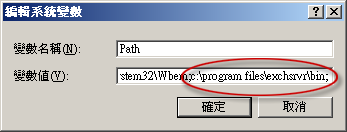 編輯系統變數
變數名稱(N):
Path
變數值(V):
stem32\Wbem;c:\program files\exchsrvr\bin;
確定
取消